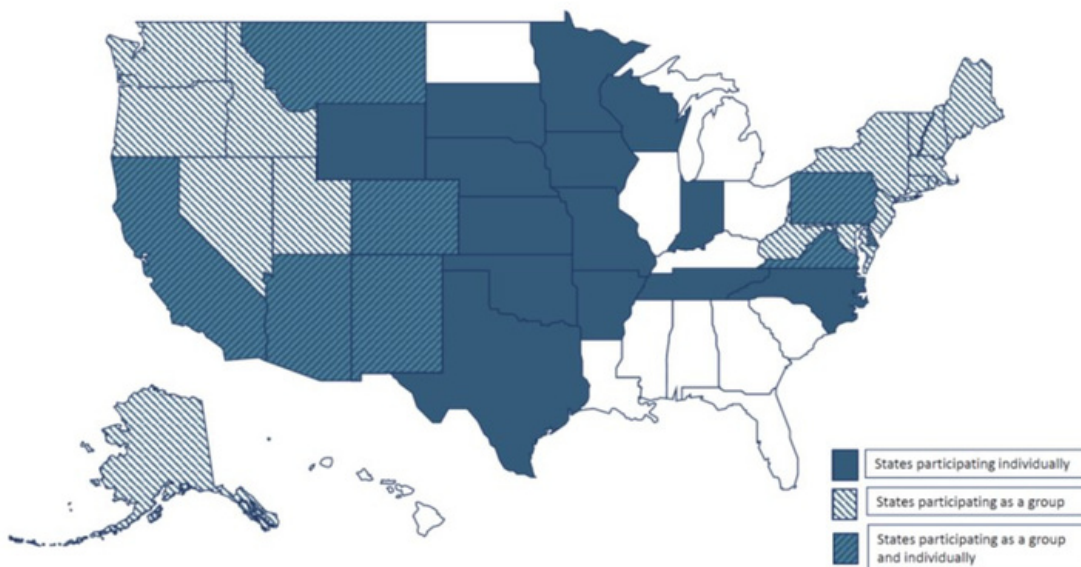 States participating individually
States participating as a group
States participating as a group
and individually